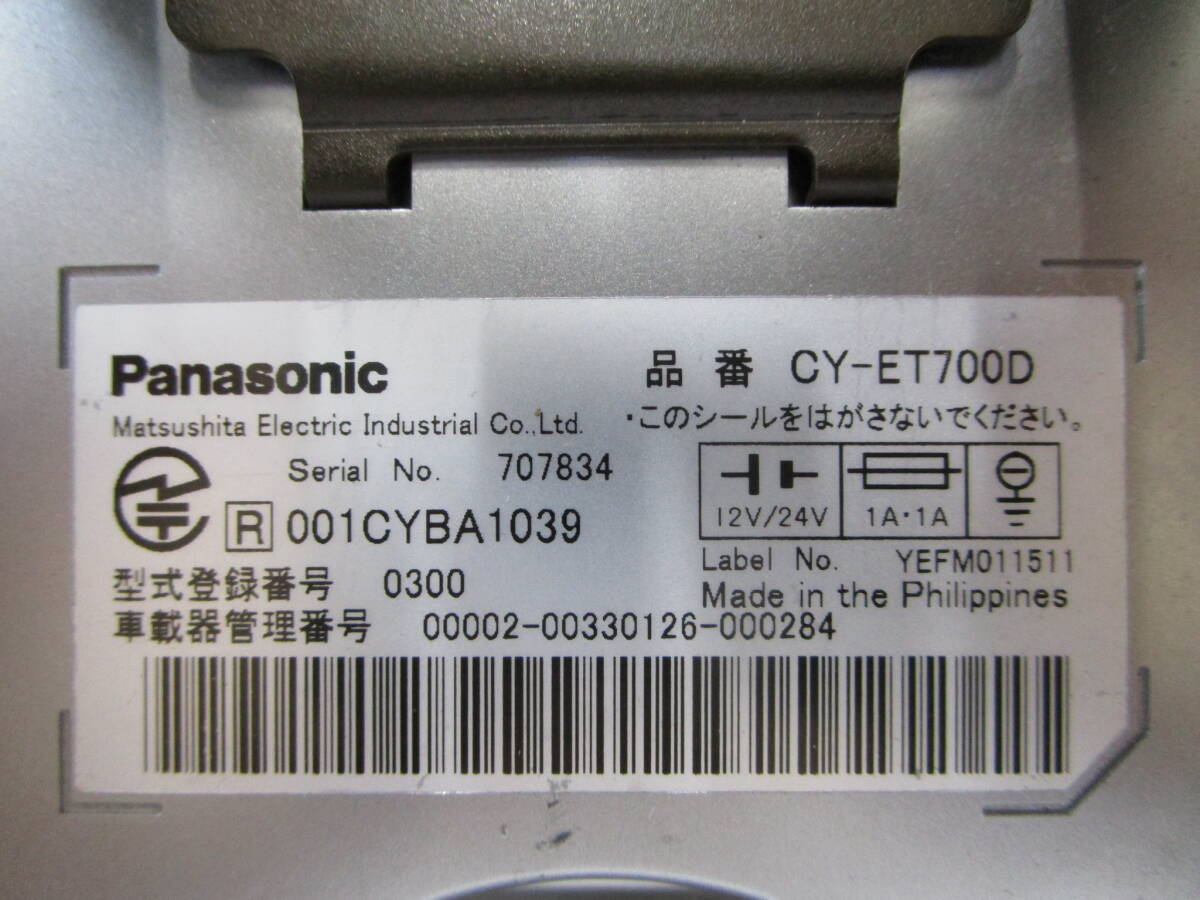 Panasonic 品番 CY-ET700D
Matsushita Electric Industrial Co.,Ltd. ・このシールをはがさないでください。
Serial No. 707834
R 001CYBA1039
12V/24V 1A・1A
Label No. YEFM011511
型式登録番号 0300
Made in the Philippines
車載器管理番号 00002-00330126-000284